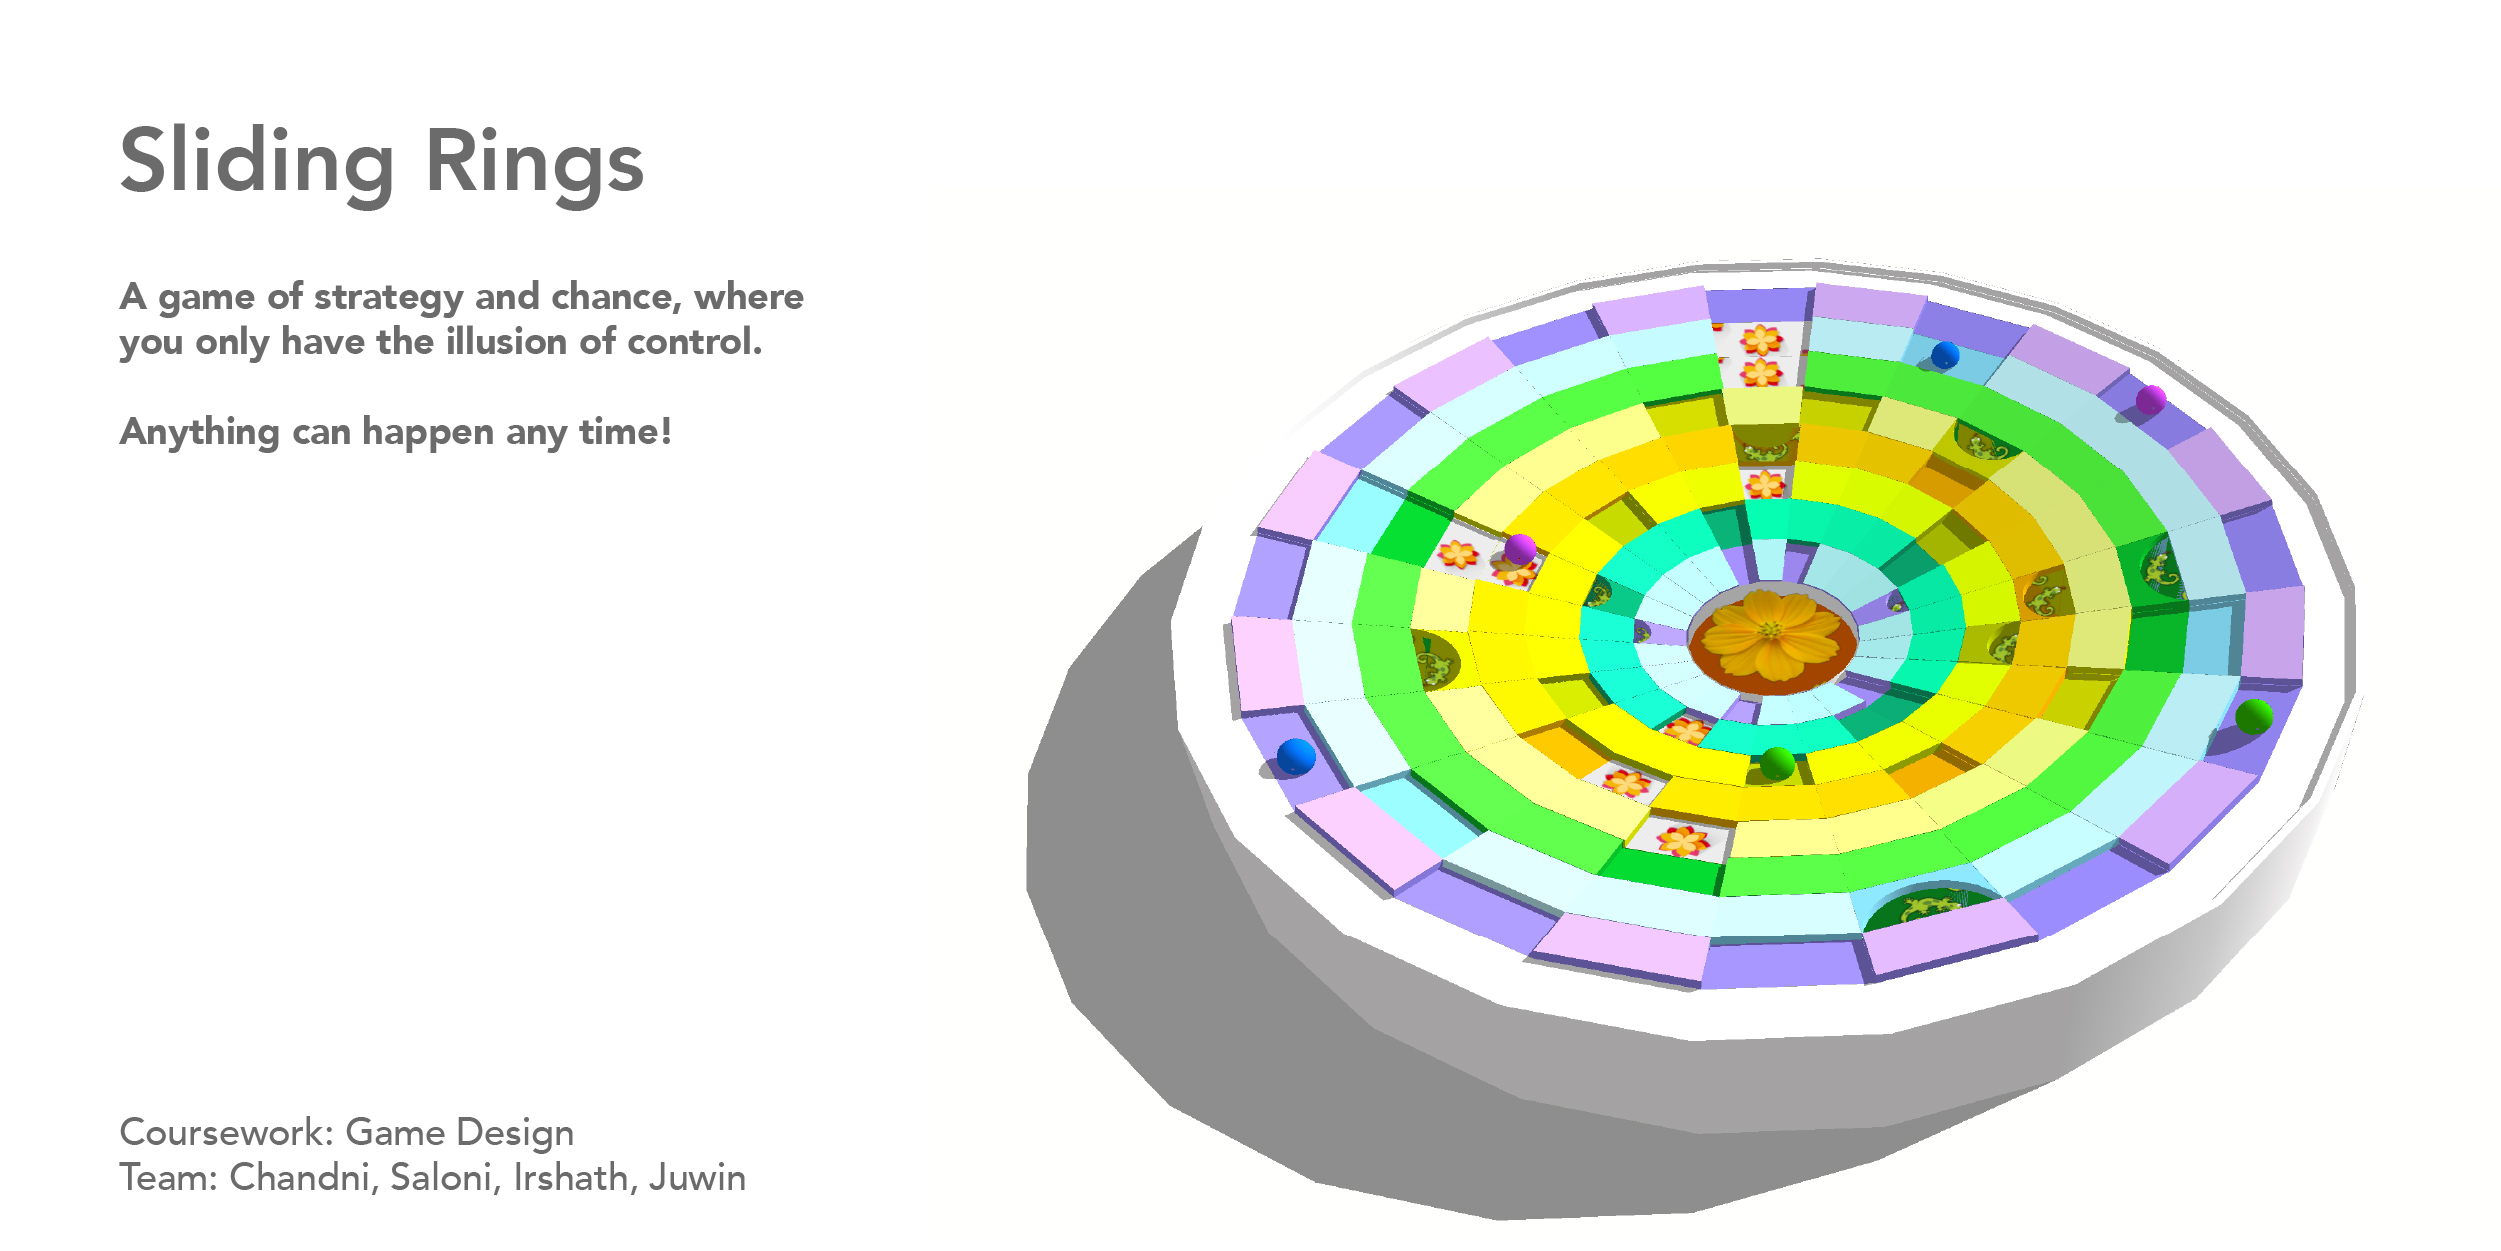 Sliding Rings
A game of strategy and chance, where
you only have the illusion of control.
Anything can happen any time!
Coursework: Game Design
Team: Chandni, Saloni, Irshath, Juwin